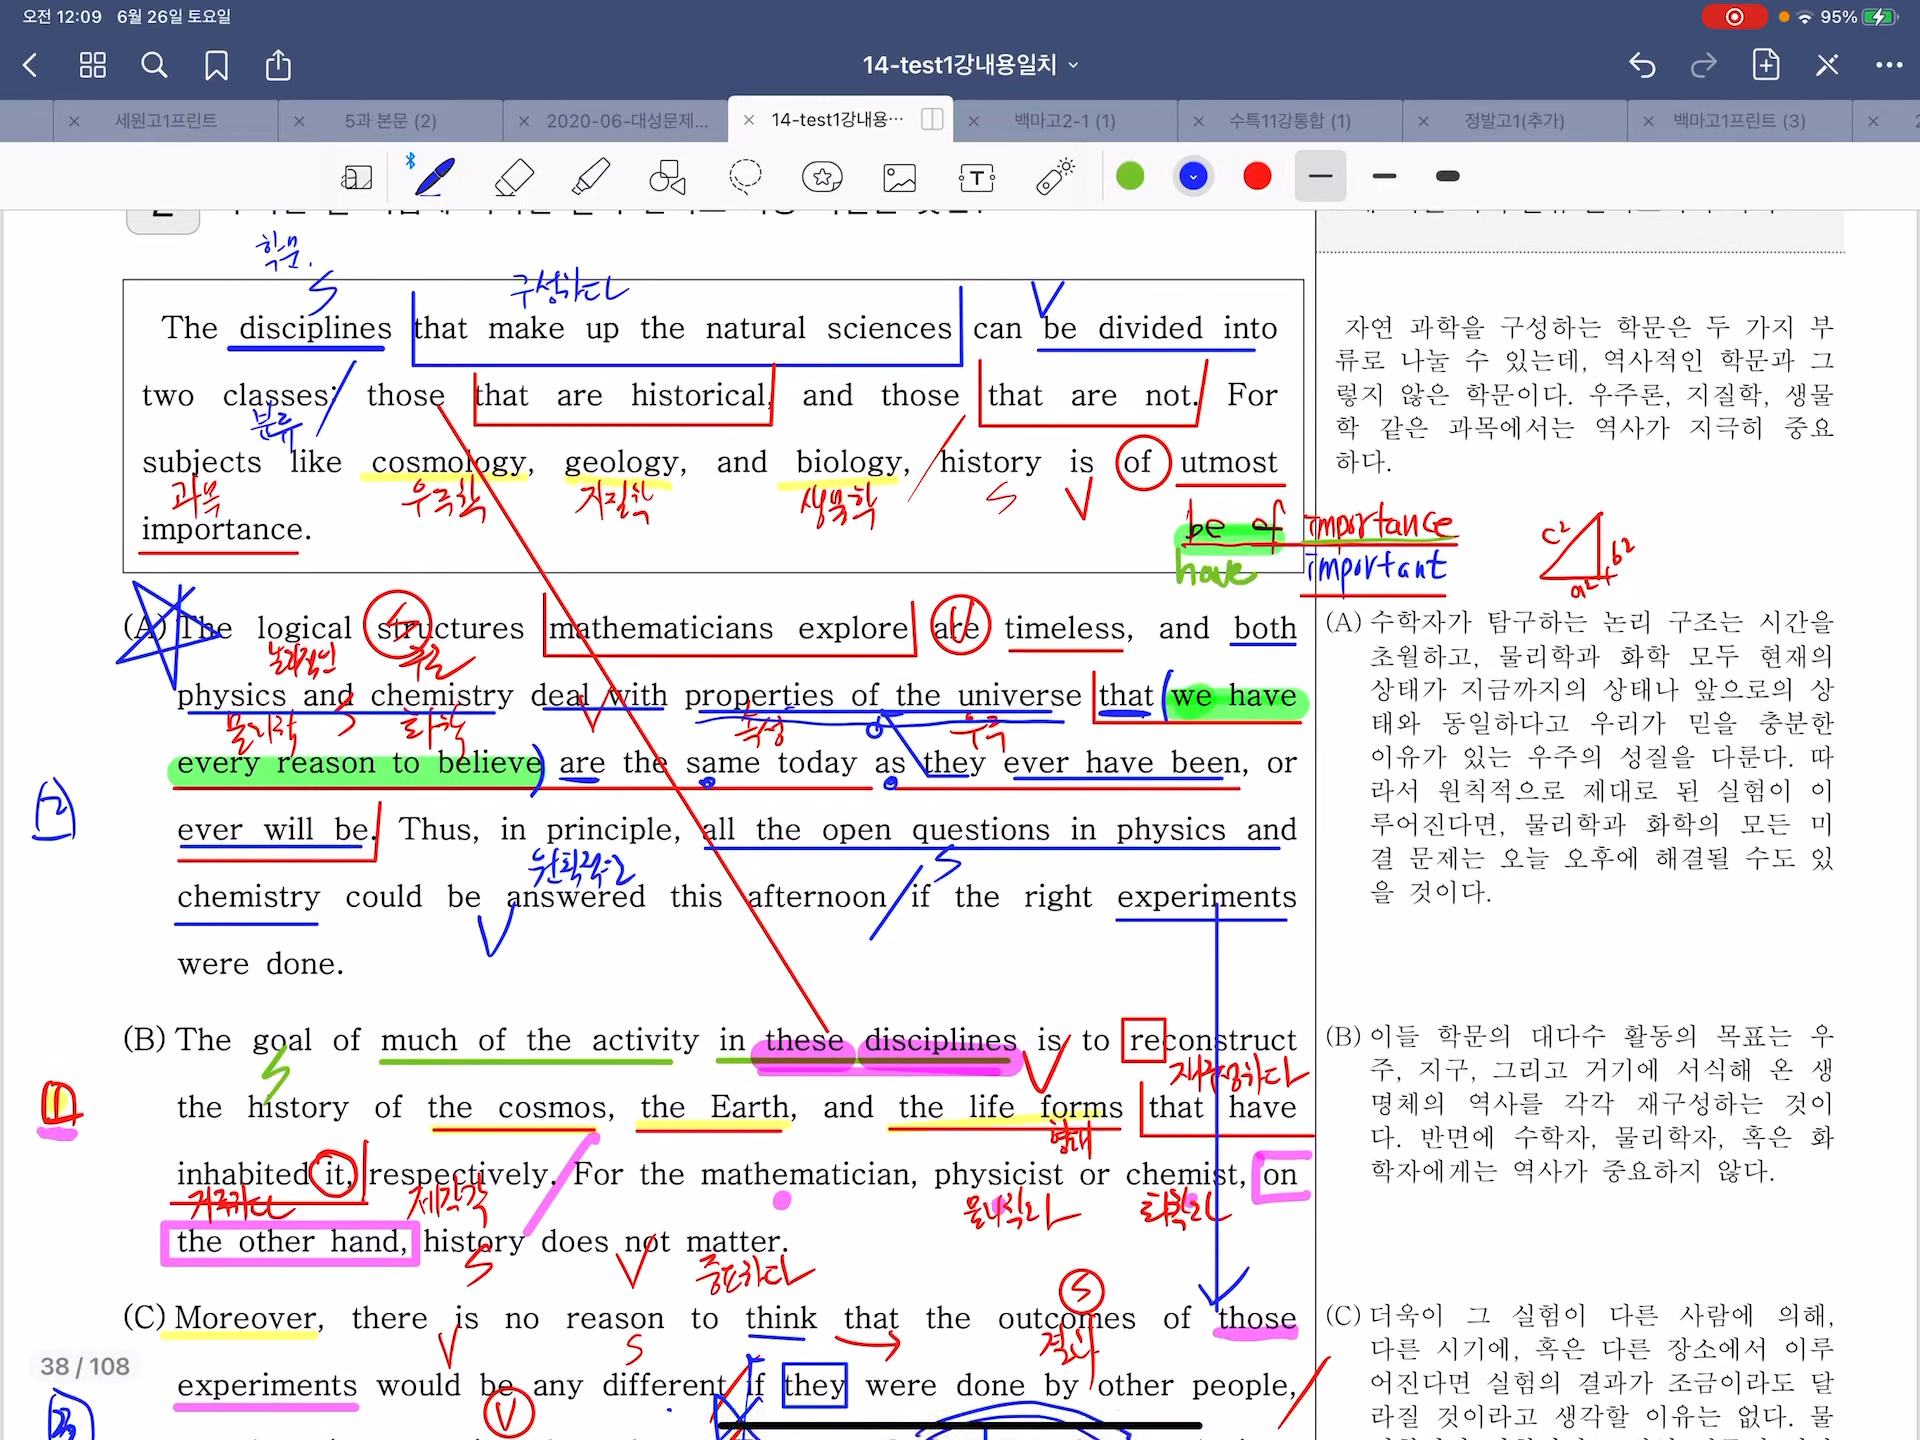 오전 12:09 6월 26일 토요일
95%
14-test1강내용일치
세원고1프린트
5과 본문 (2)
2020-06-대성문제...
14-test1강내용...
백마고2-1 (1)
수특11강통합 (1)
정발고1(추가)
백마고1프린트 (3)
학문.
S
구성하다
V
The disciplines that make up the natural sciences can be divided into
two classes; those that are historical, and those that are not. For
분류
subjects like cosmology, geology, and biology, history is of utmost
과목 우주학 지질학 생물학 S V
importance.
be of importance
have important
c² b²
a²+
(A) The logical structures mathematicians explore are timeless, and both
논리적인 S 구조 V
physics and chemistry deal with properties of the universe that (we have
물리학 S 화학 V 특성 우주
every reason to believe) are the same today as they ever have been, or
2
ever will be. Thus, in principle, all the open questions in physics and
원칙적으로 S
chemistry could be answered this afternoon if the right experiments
V
were done.
(B) The goal of much of the activity in these disciplines is to reconstruct
S V 재구성하다
1
the history of the cosmos, the Earth, and the life forms that have
형태
inhabited it, respectively. For the mathematician, physicist or chemist, on
거주하다 제각각 물리학자 화학자
the other hand, history does not matter.
S V 중요하다
S
(C) Moreover, there is no reason to think that the outcomes of those
V S 결과
38 / 108
experiments would be any different if they were done by other people,
V
자연 과학을 구성하는 학문은 두 가지 부
류로 나눌 수 있는데, 역사적인 학문과 그
렇지 않은 학문이다. 우주론, 지질학, 생물
학 같은 과목에서는 역사가 지극히 중요
하다.
(A) 수학자가 탐구하는 논리 구조는 시간을
초월하고, 물리학과 화학 모두 현재의
상태가 지금까지의 상태나 앞으로의 상
태와 동일하다고 우리가 믿을 충분한
이유가 있는 우주의 성질을 다룬다. 따
라서 원칙적으로 제대로 된 실험이 이
루어진다면, 물리학과 화학의 모든 미
결 문제는 오늘 오후에 해결될 수도 있
을 것이다.
(B) 이들 학문의 대다수 활동의 목표는 우
주, 지구, 그리고 거기에 서식해 온 생
명체의 역사를 각각 재구성하는 것이
다. 반면에 수학자, 물리학자, 혹은 화
학자에게는 역사가 중요하지 않다.
(C) 더욱이 그 실험이 다른 사람에 의해,
다른 시기에, 혹은 다른 장소에서 이루
어진다면 실험의 결과가 조금이라도 달
라질 것이라고 생각할 이유는 없다. 물